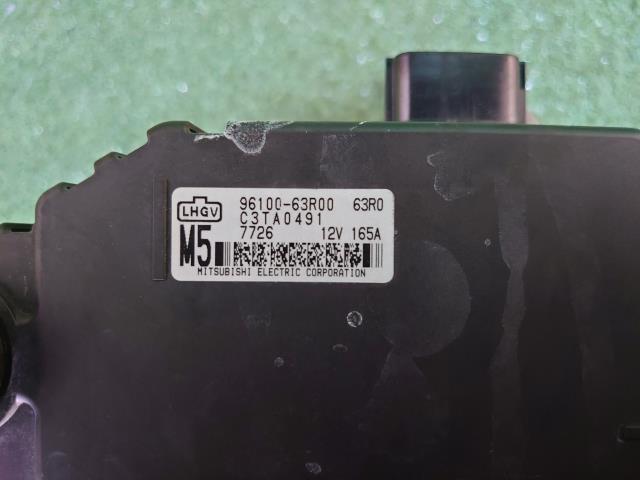 LHGV 96100-63R00 63R0
C3TA0491
7726 12V 165A
M5
MITSUBISHI ELECTRIC CORPORATION